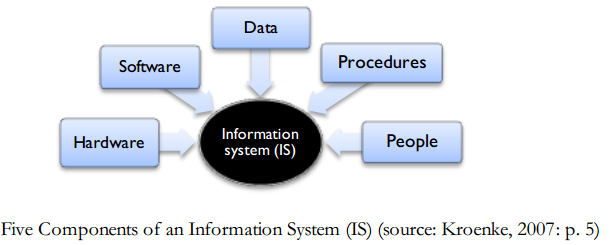 Data
Software
Procedures
Hardware
Information
system (IS)
People
Five Components of an Information System (IS) (source: Kroenke, 2007: p. 5)